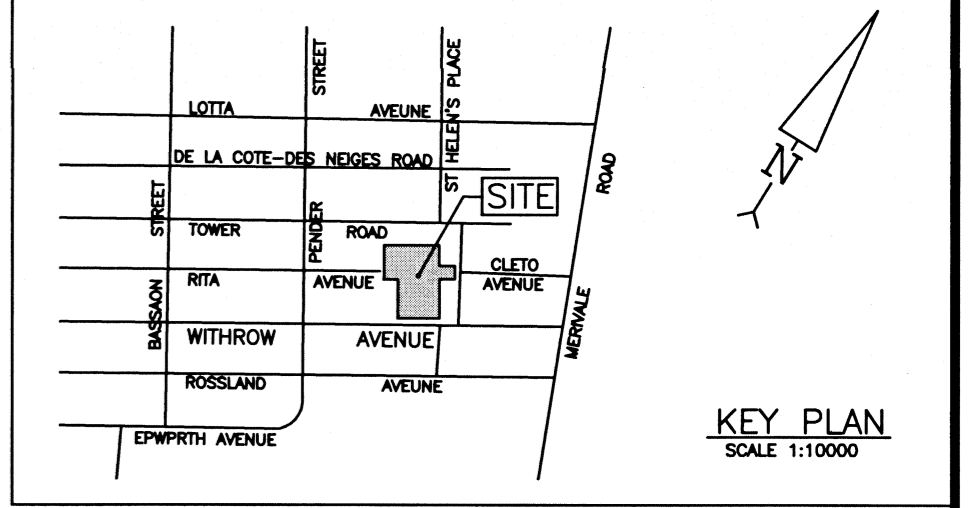 STREET
ST HELEN'S PLACE
LOTTA AVEUNE
DE LA COTE-DES NEIGES ROAD
ROAD
STREET
SITE
N
TOWER ROAD
PENDER
CLETO
AVENUE
RITA AVENUE
BASSAON
MERIVALE
WITHROW AVENUE
ROSSLAND AVEUNE
EPWPRTH AVENUE
KEY PLAN
SCALE 1:10000